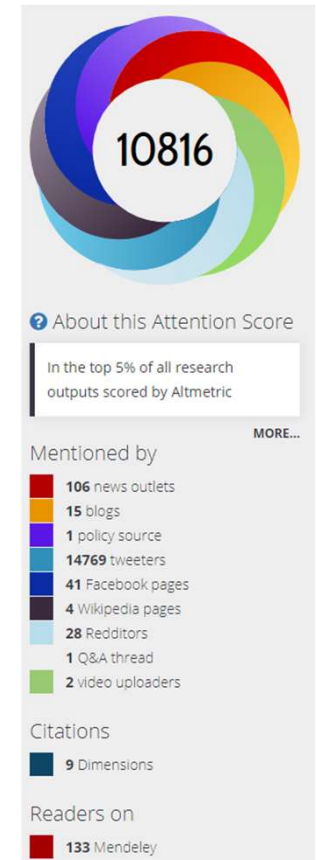 10816
? About this Attention Score
In the top 5% of all research
outputs scored by Altmetric
MORE...
Mentioned by
106 news outlets
15 blogs
1 policy source
14769 tweeters
41 Facebook pages
4 Wikipedia pages
28 Redditors
1 Q&A thread
2 video uploaders
Citations
9 Dimensions
Readers on
133 Mendeley